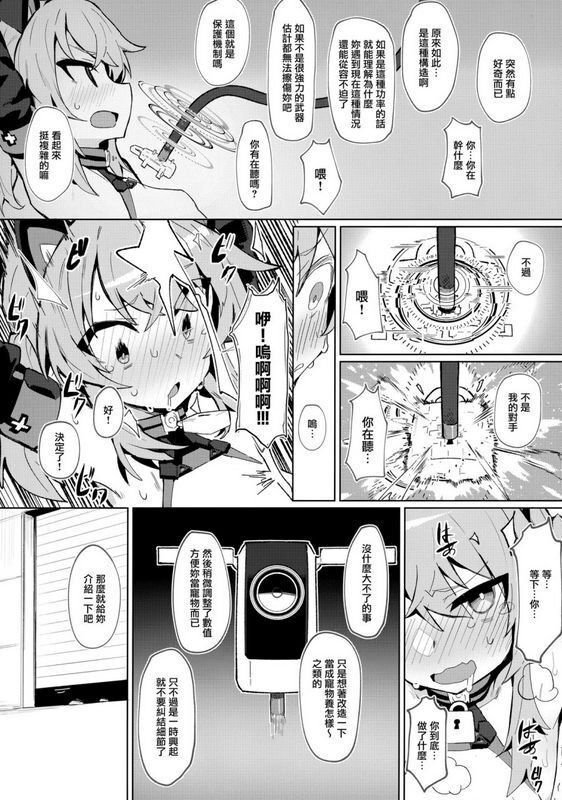 突然有點
好奇而已
原來如此…
是這種構造啊
你…你在
幹什麼
如果是這種功率的話
就能理解為什麼
妳遇到現在這種情況
還能從容不迫了
喂！
如果不是很強力的武器
估計都無法擦傷妳吧
你有在聽嗎?
這個就是
保護機制嗎
看起來
挺複雜的嘛
不過
喂！
不是
我的對手
你在聽…
嗚…
咿！嗚啊啊啊!!!
好！
決定了！
ドクン
ドクン
等…
等下…你…
はぁ
你到底…
做了什麼…
はぁ…
沒什麼大不了的事
只是想著改造一下
當成寵物養怎樣~
之類的
然後稍微調整了數值
方便妳當寵物而已
只不過是一時興起
就不要糾結細節了
那麼就給妳
介紹一下吧